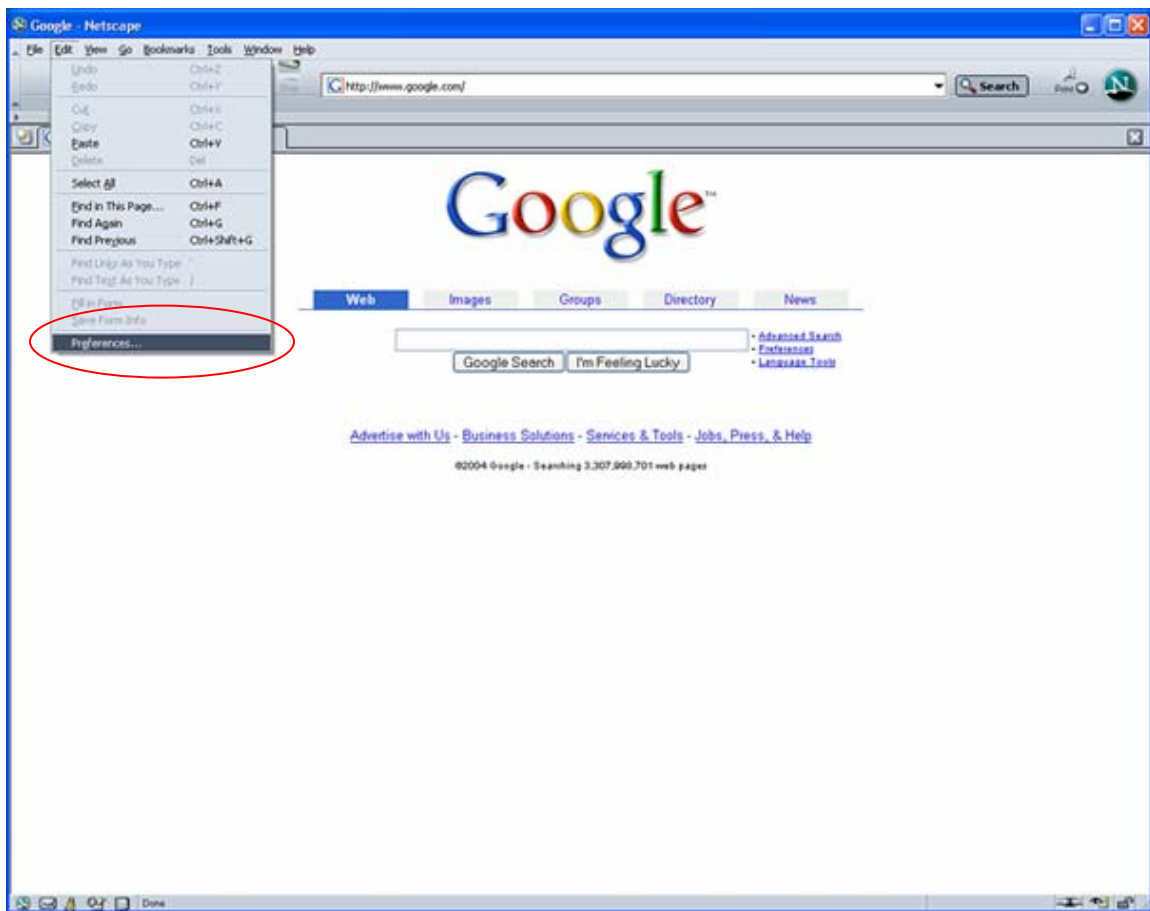 Google - Netscape
File Edit View Go Bookmarks Tools Window Help
Undo Ctrl+Z
Redo Ctrl+Y
Cut Ctrl+X
Copy Ctrl+C
Paste Ctrl+V
Delete Del
Select All Ctrl+A
Find in This Page... Ctrl+F
Find Again Ctrl+G
Find Previous Ctrl+Shift+G
Find Links As You Type '
Find Text As You Type /
Fill in Form
Save Form Info
Preferences...
http://www.google.com/
Search
Print
N
Google™
Web Images Groups Directory News
Google Search I'm Feeling Lucky
• Advanced Search
• Preferences
• Language Tools
Advertise with Us - Business Solutions - Services & Tools - Jobs, Press, & Help
©2004 Google - Searching 3,307,998,701 web pages
Done